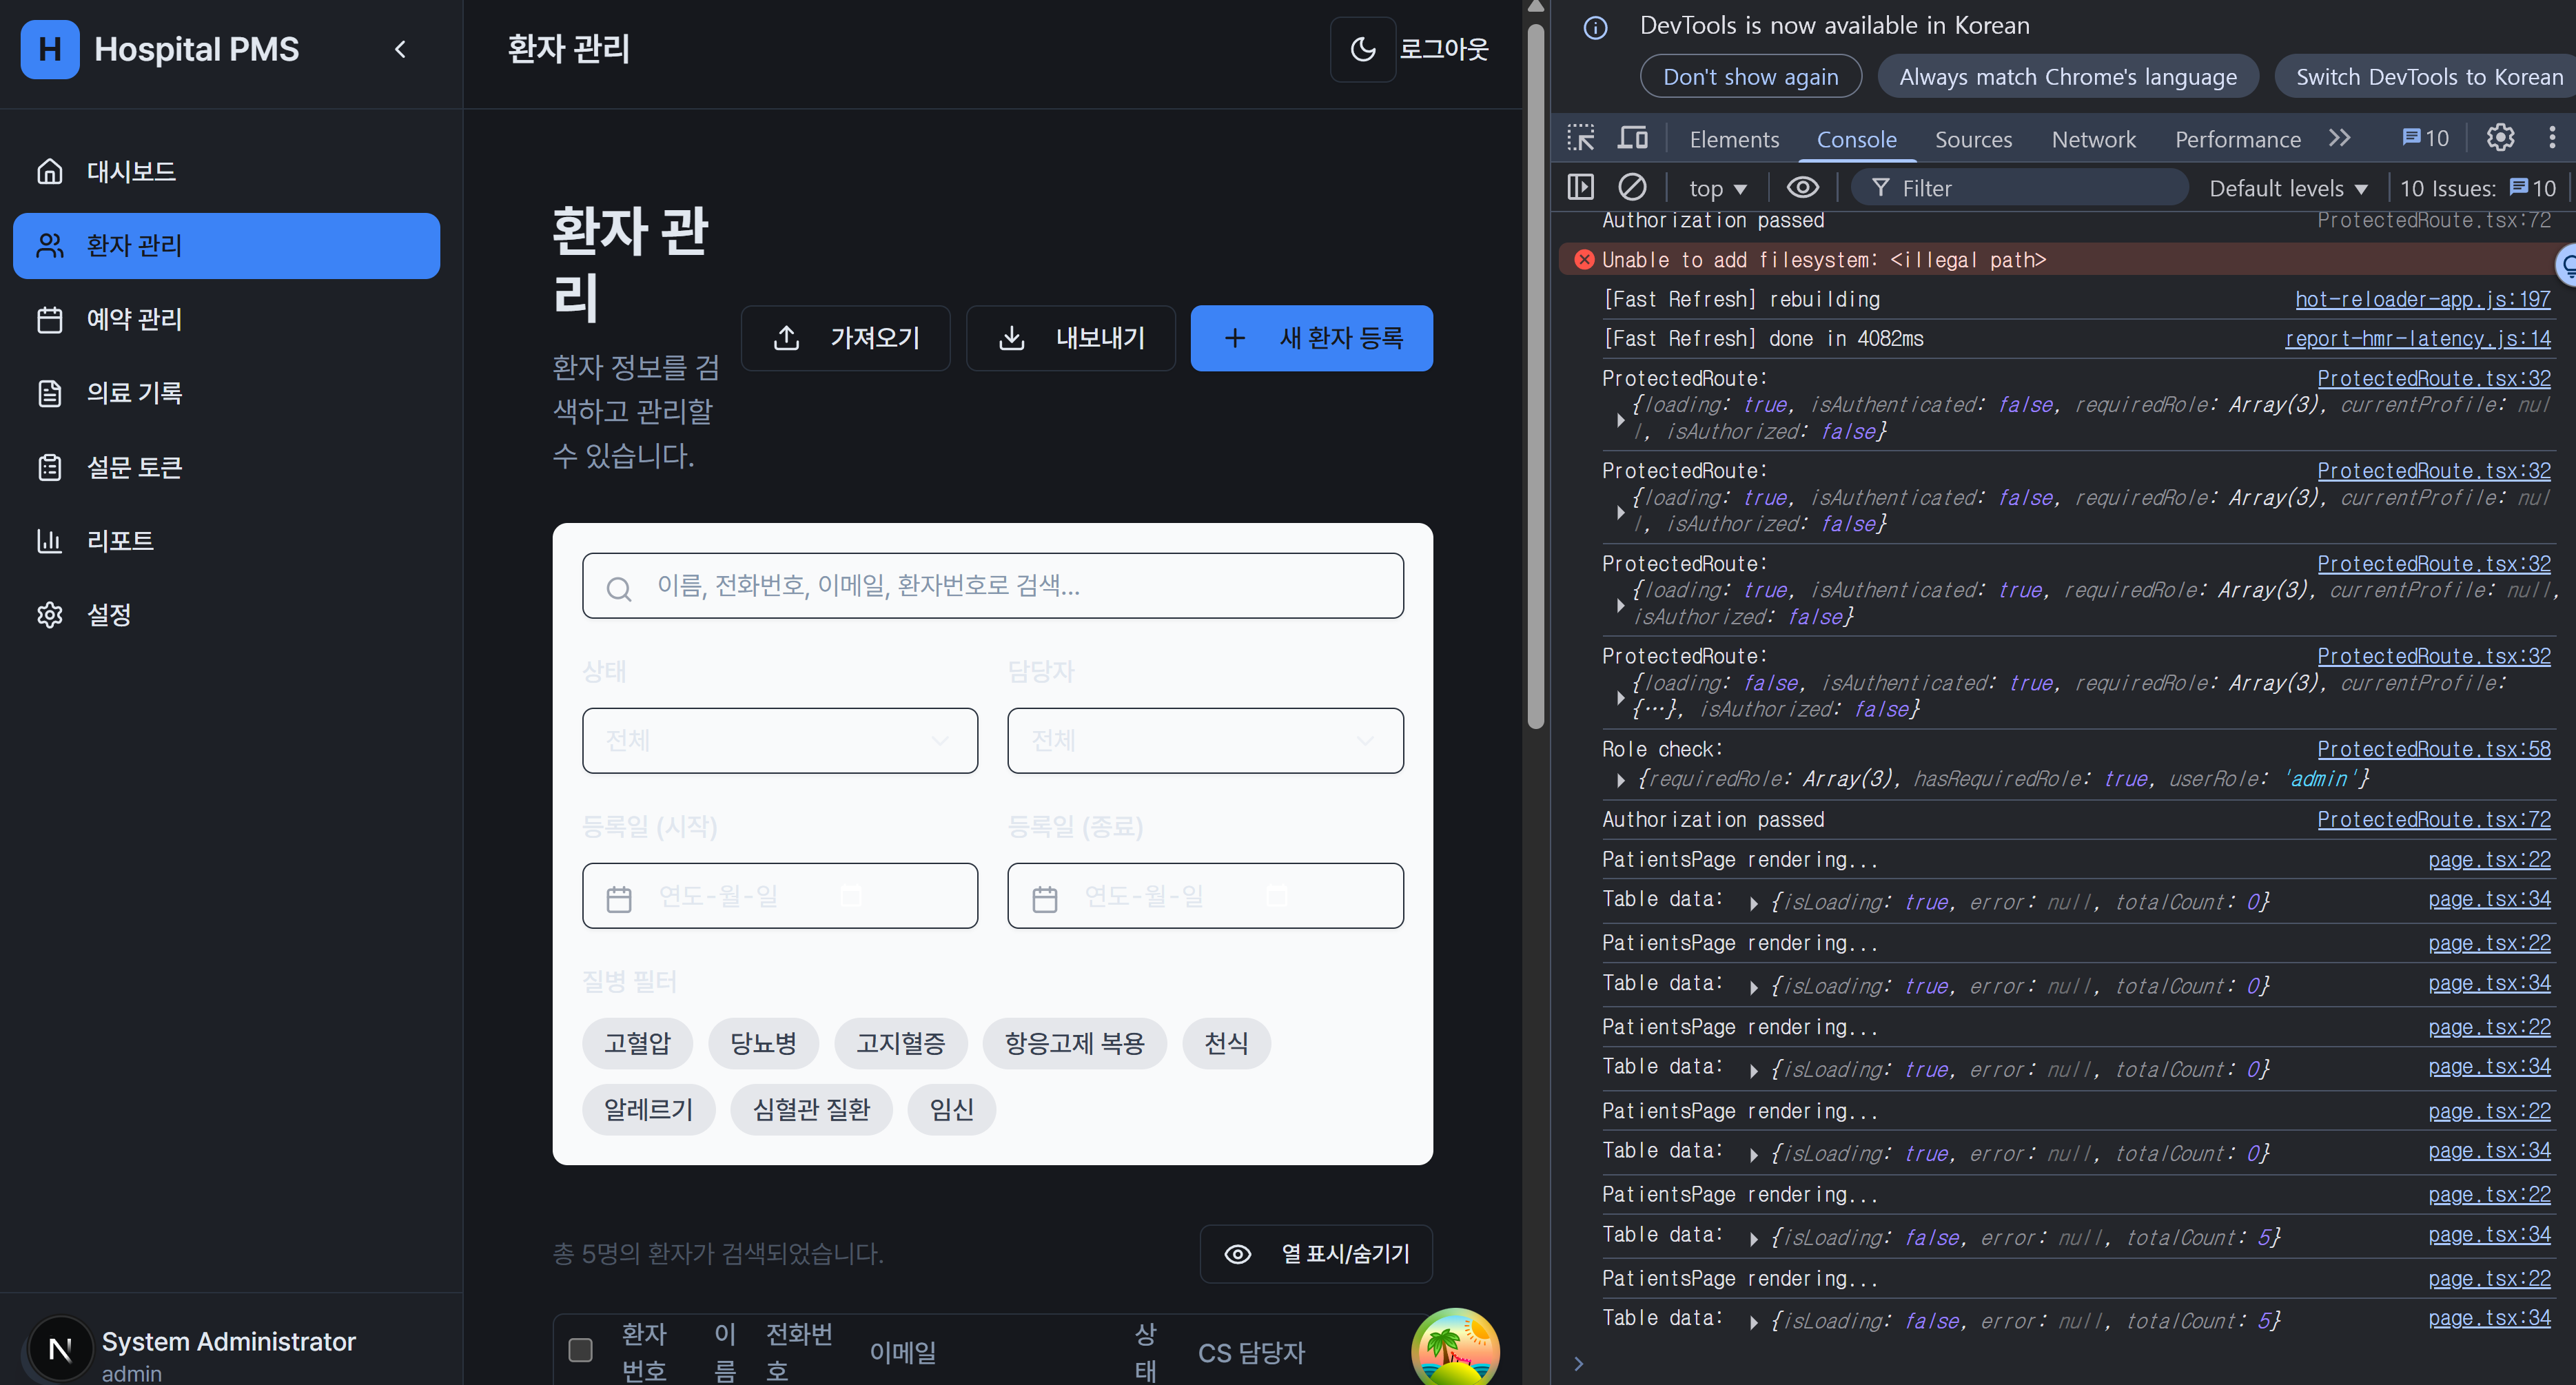 H Hospital PMS
대시보드
환자 관리
예약 관리
의료 기록
설문 토큰
리포트
설정
N System Administrator
admin
환자 관리
로그아웃
환자 관
리
환자 정보를 검
색하고 관리할
수 있습니다.
가져오기
내보내기
새 환자 등록
이름, 전화번호, 이메일, 환자번호로 검색...
상태 담당자
전체 전체
등록일 (시작) 등록일 (종료)
연도-월-일 연도-월-일
질병 필터
고혈압 당뇨병 고지혈증 항응고제 복용 천식
알레르기 심혈관 질환 임신
총 5명의 환자가 검색되었습니다.
열 표시/숨기기
환자 이 전화번 이메일 상 CS 담당자
번호 름 호 태
DevTools is now available in Korean
Don't show again Always match Chrome's language Switch DevTools to Korean
Elements Console Sources Network Performance 10
top Filter Default levels 10 Issues: 10
Authorization passed ProtectedRoute.tsx:72
Unable to add filesystem: <illegal path>
[Fast Refresh] rebuilding hot-reloader-app.js:197
[Fast Refresh] done in 4082ms report-hmr-latency.js:14
ProtectedRoute: ProtectedRoute.tsx:32
{loading: true, isAuthenticated: false, requiredRole: Array(3), currentProfile: nul
l, isAuthorized: false}
ProtectedRoute: ProtectedRoute.tsx:32
{loading: true, isAuthenticated: false, requiredRole: Array(3), currentProfile: nul
l, isAuthorized: false}
ProtectedRoute: ProtectedRoute.tsx:32
{loading: true, isAuthenticated: true, requiredRole: Array(3), currentProfile: null,
isAuthorized: false}
ProtectedRoute: ProtectedRoute.tsx:32
{loading: false, isAuthenticated: true, requiredRole: Array(3), currentProfile:
{…}, isAuthorized: false}
Role check: ProtectedRoute.tsx:58
{requiredRole: Array(3), hasRequiredRole: true, userRole: 'admin'}
Authorization passed ProtectedRoute.tsx:72
PatientsPage rendering... page.tsx:22
Table data: {isLoading: true, error: null, totalCount: 0} page.tsx:34
PatientsPage rendering... page.tsx:22
Table data: {isLoading: true, error: null, totalCount: 0} page.tsx:34
PatientsPage rendering... page.tsx:22
Table data: {isLoading: true, error: null, totalCount: 0} page.tsx:34
PatientsPage rendering... page.tsx:22
Table data: {isLoading: true, error: null, totalCount: 0} page.tsx:34
PatientsPage rendering... page.tsx:22
Table data: {isLoading: false, error: null, totalCount: 5} page.tsx:34
PatientsPage rendering... page.tsx:22
Table data: {isLoading: false, error: null, totalCount: 5} page.tsx:34